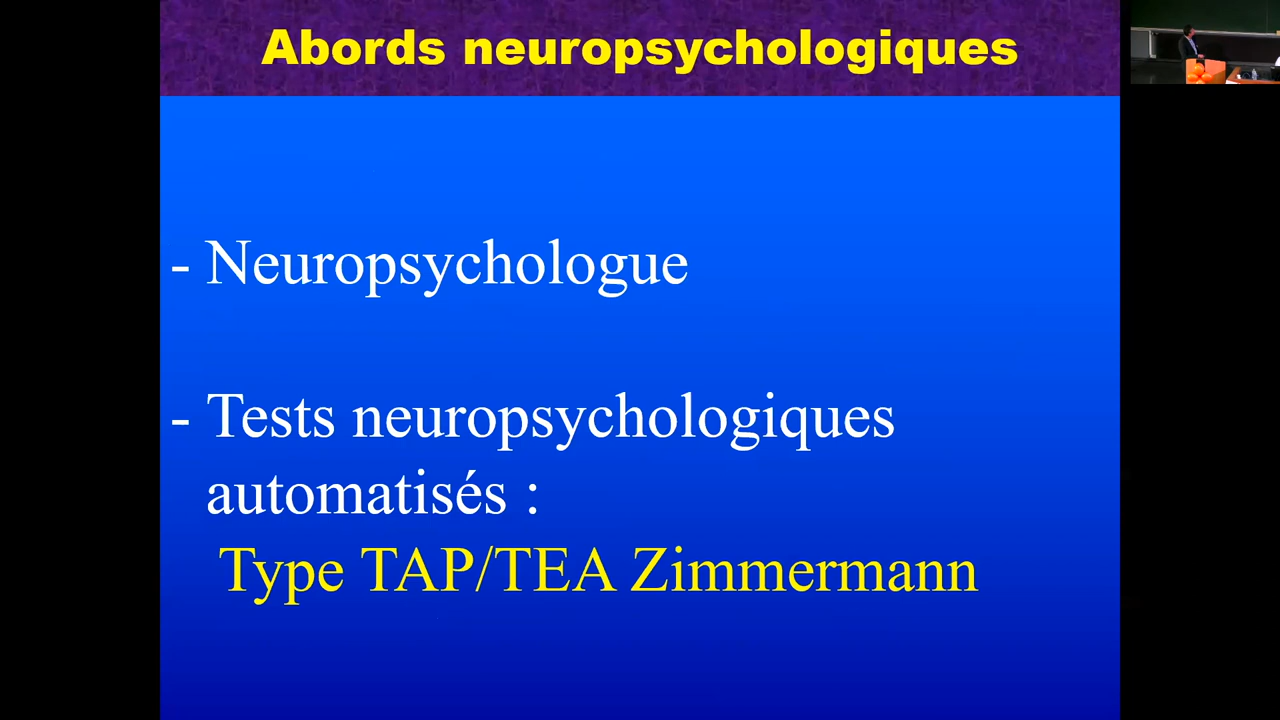 Abords neuropsychologiques
- Neuropsychologue
- Tests neuropsychologiques
automatisés :
Type TAP/TEA Zimmermann